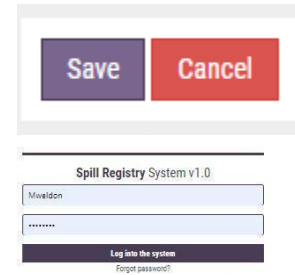 Save Cancel
Spill Registry System v1.0
Mweldon
••••••••
Log into the system
Forgot password?